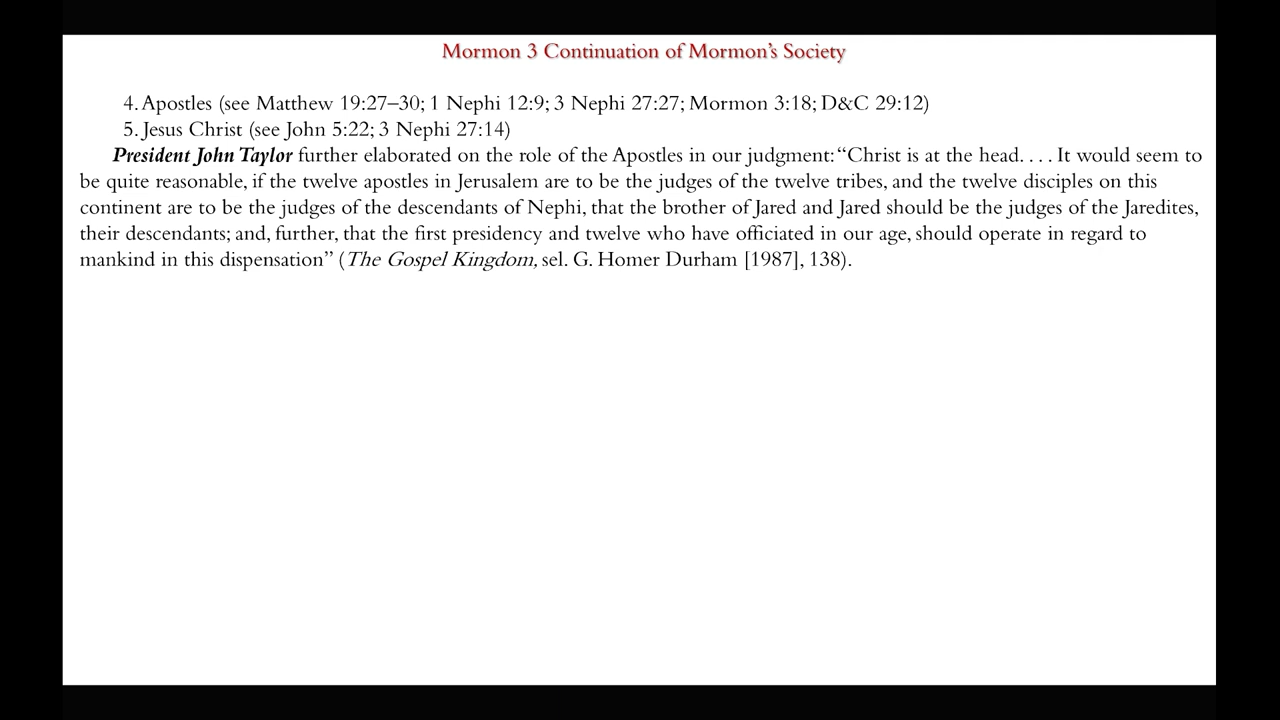 Mormon 3 Continuation of Mormon’s Society
4. Apostles (see Matthew 19:27–30; 1 Nephi 12:9; 3 Nephi 27:27; Mormon 3:18; D&C 29:12)
5. Jesus Christ (see John 5:22; 3 Nephi 27:14)
President John Taylor further elaborated on the role of the Apostles in our judgment: “Christ is at the head. . . . It would seem to
be quite reasonable, if the twelve apostles in Jerusalem are to be the judges of the twelve tribes, and the twelve disciples on this
continent are to be the judges of the descendants of Nephi, that the brother of Jared and Jared should be the judges of the Jaredites,
their descendants; and, further, that the first presidency and twelve who have officiated in our age, should operate in regard to
mankind in this dispensation” (The Gospel Kingdom, sel. G. Homer Durham [1987], 138).